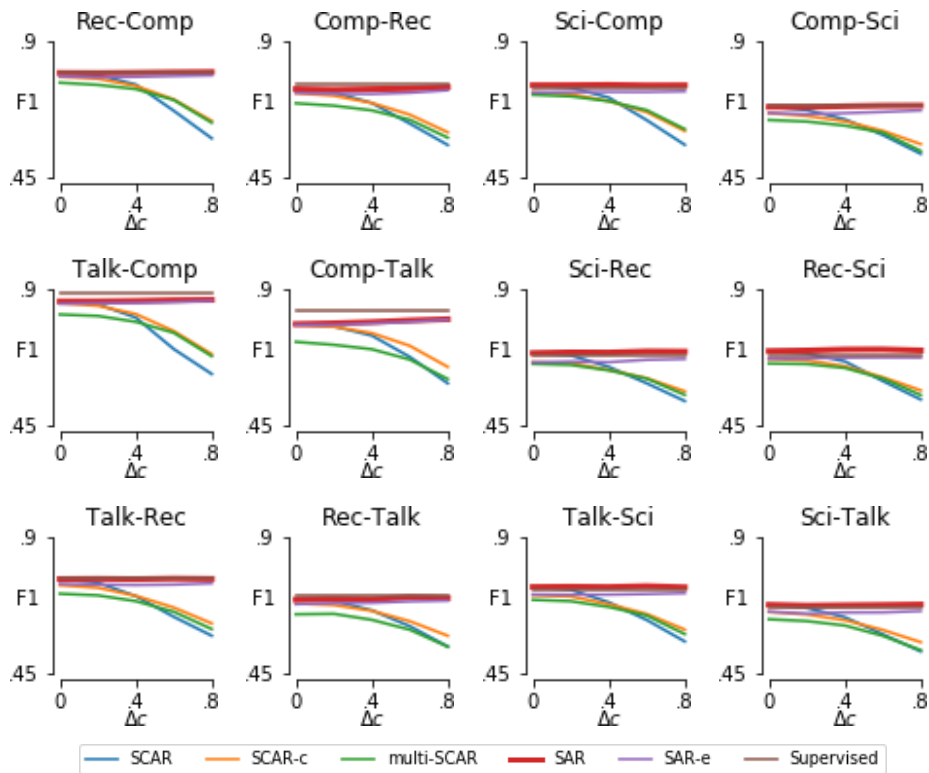 Rec-Comp Comp-Rec Sci-Comp Comp-Sci
.9 .9 .9 .9
F1 F1 F1 F1
.45 .45 .45 .45
0 .4 .8 0 .4 .8 0 .4 .8 0 .4 .8
Δc Δc Δc Δc
Talk-Comp Comp-Talk Sci-Rec Rec-Sci
.9 .9 .9 .9
F1 F1 F1 F1
.45 .45 .45 .45
0 .4 .8 0 .4 .8 0 .4 .8 0 .4 .8
Δc Δc Δc Δc
Talk-Rec Rec-Talk Talk-Sci Sci-Talk
.9 .9 .9 .9
F1 F1 F1 F1
.45 .45 .45 .45
0 .4 .8 0 .4 .8 0 .4 .8 0 .4 .8
Δc Δc Δc Δc
SCAR SCAR-c multi-SCAR SAR SAR-e Supervised